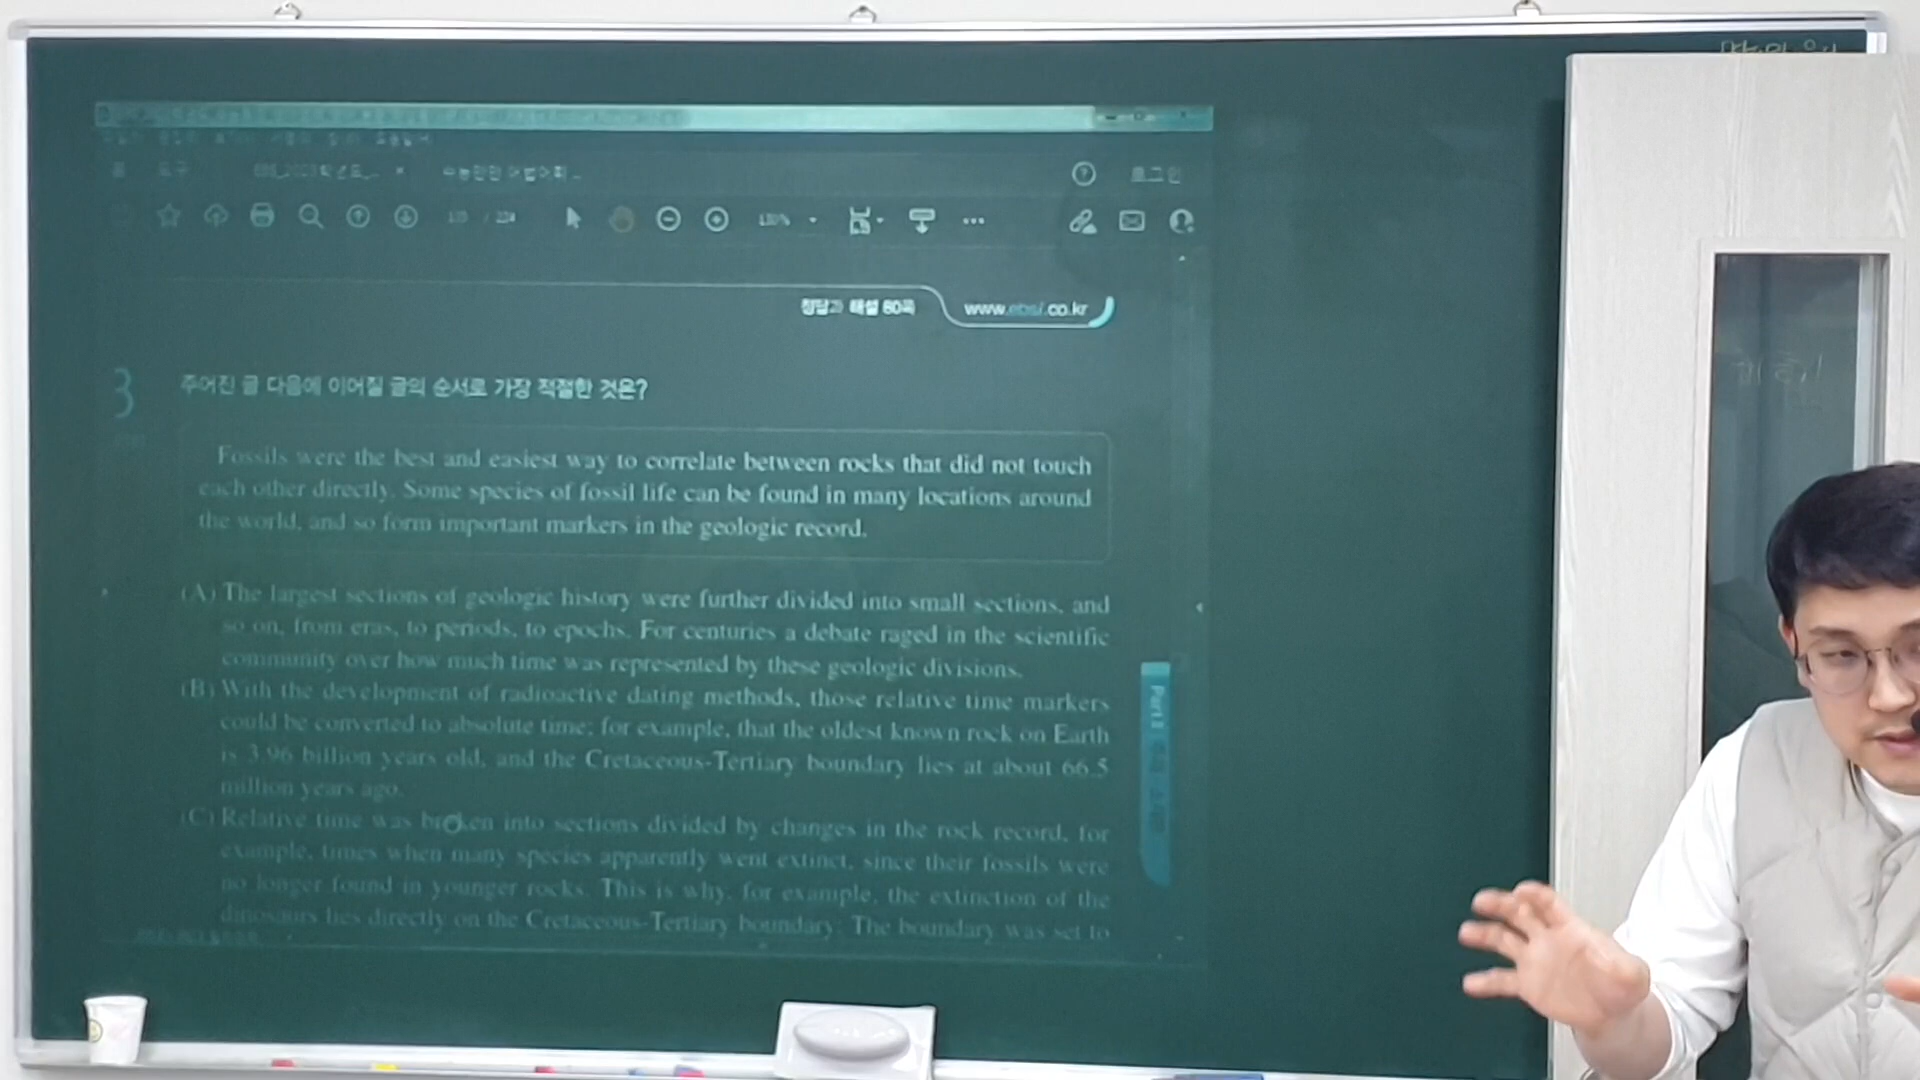 로그인
130%
정답과 해설 80쪽
www.ebsi.co.kr
3
주어진 글 다음에 이어질 글의 순서로 가장 적절한 것은?
Fossils were the best and easiest way to correlate between rocks that did not touch
each other directly. Some species of fossil life can be found in many locations around
the world, and so form important markers in the geologic record.
(A) The largest sections of geologic history were further divided into small sections, and
so on, from eras, to periods, to epochs. For centuries a debate raged in the scientific
community over how much time was represented by these geologic divisions.
(B) With the development of radioactive dating methods, those relative time markers
could be converted to absolute time; for example, that the oldest known rock on Earth
is 3.96 billion years old, and the Cretaceous-Tertiary boundary lies at about 66.5
million years ago.
(C) Relative time was broken into sections divided by changes in the rock record, for
example, times when many species apparently went extinct, since their fossils were
no longer found in younger rocks. This is why, for example, the extinction of the
dinosaurs lies directly on the Cretaceous-Tertiary boundary: The boundary was set to